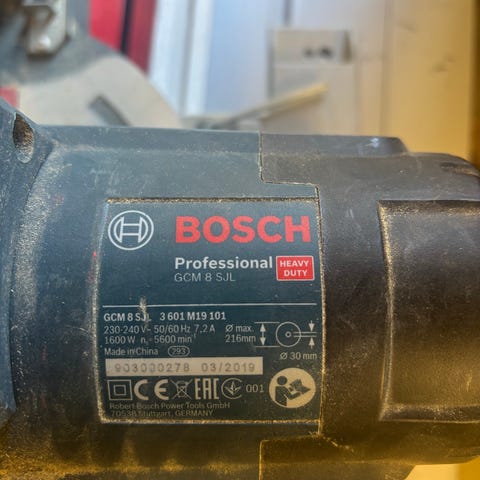 BOSCH
Professional HEAVY DUTY
GCM 8 SJL
GCM 8 SJL 3 601 M19 101
230-240 V~ 50/60 Hz 7,2 A Ø max. 216mm
1600 W n₀= 5600 min⁻¹
Made in China 293 Ø 30 mm
903000278 03/2019
CE EAC 001
Robert Bosch Power Tools GmbH
70538 Stuttgart, GERMANY